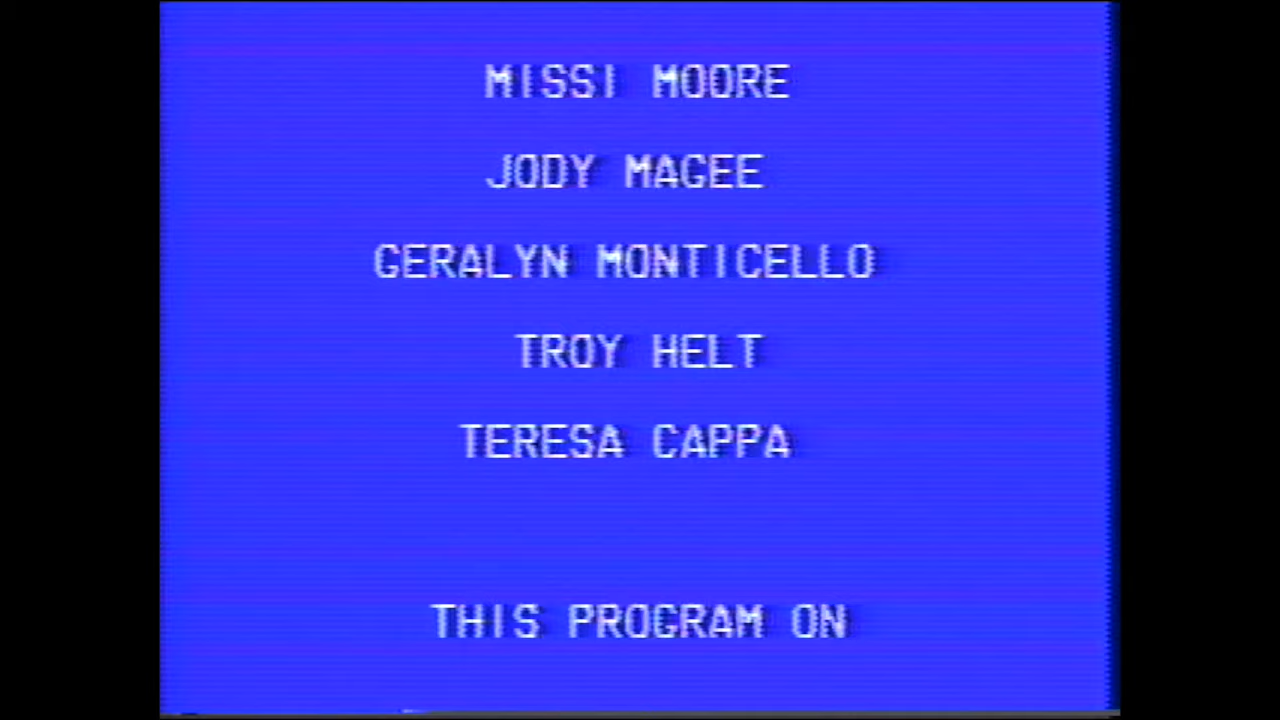 MISSI MOORE
JODY MAGEE
GERALYN MONTICELLO
TROY HELT
TERESA CAPPA
THIS PROGRAM ON